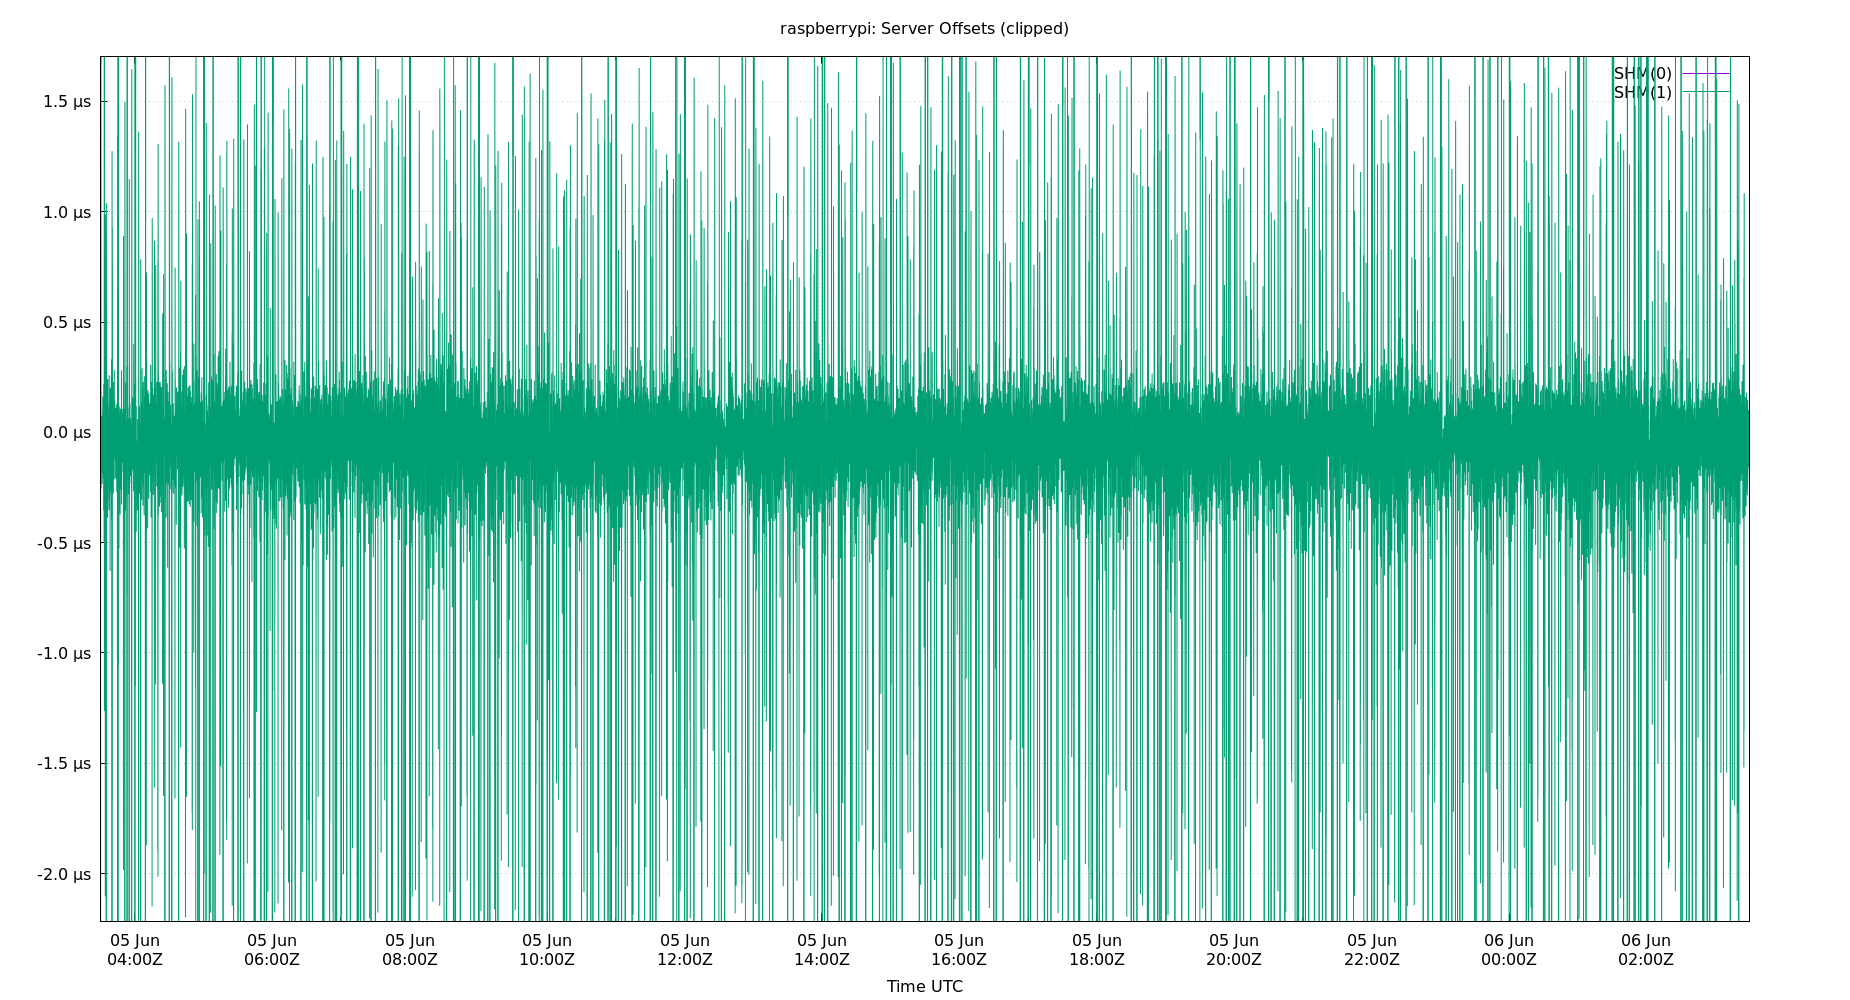 raspberrypi: Server Offsets (clipped)
SHM(0)
SHM(1)
1.5 µs
1.0 µs
0.5 µs
0.0 µs
-0.5 µs
-1.0 µs
-1.5 µs
-2.0 µs
05 Jun 05 Jun 05 Jun 05 Jun 05 Jun 05 Jun 05 Jun 05 Jun 05 Jun 05 Jun 06 Jun 06 Jun
04:00Z 06:00Z 08:00Z 10:00Z 12:00Z 14:00Z 16:00Z 18:00Z 20:00Z 22:00Z 00:00Z 02:00Z
Time UTC